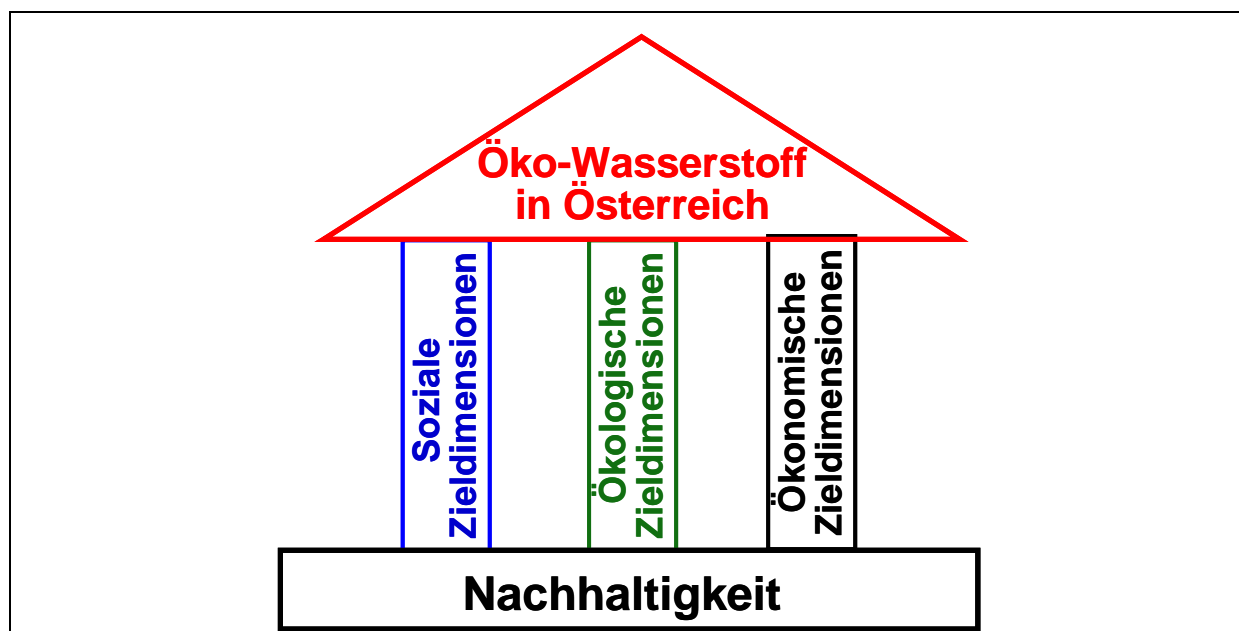 Öko-Wasserstoff
in Österreich
Soziale
Zieldimensionen
Ökologische
Zieldimensionen
Ökonomische
Zieldimensionen
Nachhaltigkeit